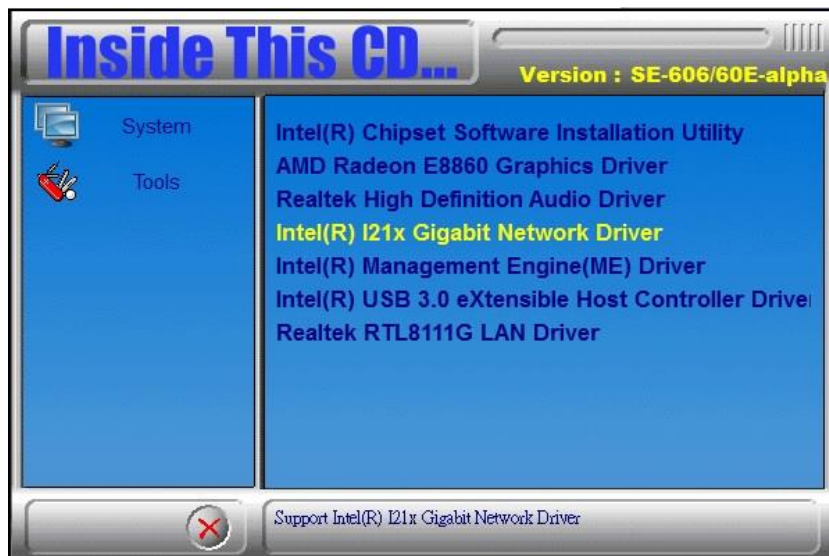 Inside This CD...
Version : SE-606/60E-alpha
System
Tools
Intel(R) Chipset Software Installation Utility
AMD Radeon E8860 Graphics Driver
Realtek High Definition Audio Driver
Intel(R) I21x Gigabit Network Driver
Intel(R) Management Engine(ME) Driver
Intel(R) USB 3.0 eXtensible Host Controller Driver
Realtek RTL8111G LAN Driver
Support Intel(R) I21x Gigabit Network Driver